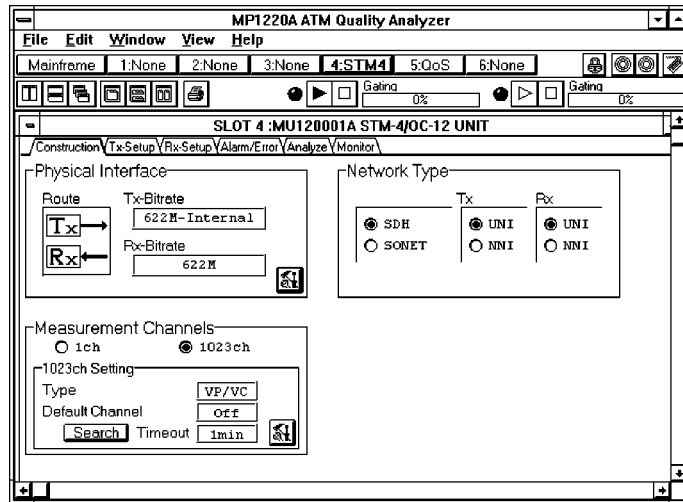 MP1220A ATM Quality Analyzer
File Edit Window View Help
Mainframe 1:None 2:None 3:None 4:STM4 5:QoS 6:None
Gating 0% Gating 0%
SLOT 4 :MU120001A STM-4/OC-12 UNIT
Construction Tx-Setup Rx-Setup Alarm/Error Analyze Monitor
Physical Interface
Route Tx-Bitrate
Tx 622M-Internal
Rx-Bitrate
Rx 622M
Network Type
Tx Rx
SDH UNI UNI
SONET NNI NNI
Measurement Channels
1ch 1023ch
1023ch Setting
Type VP/VC
Default Channel Off
Search Timeout 1min